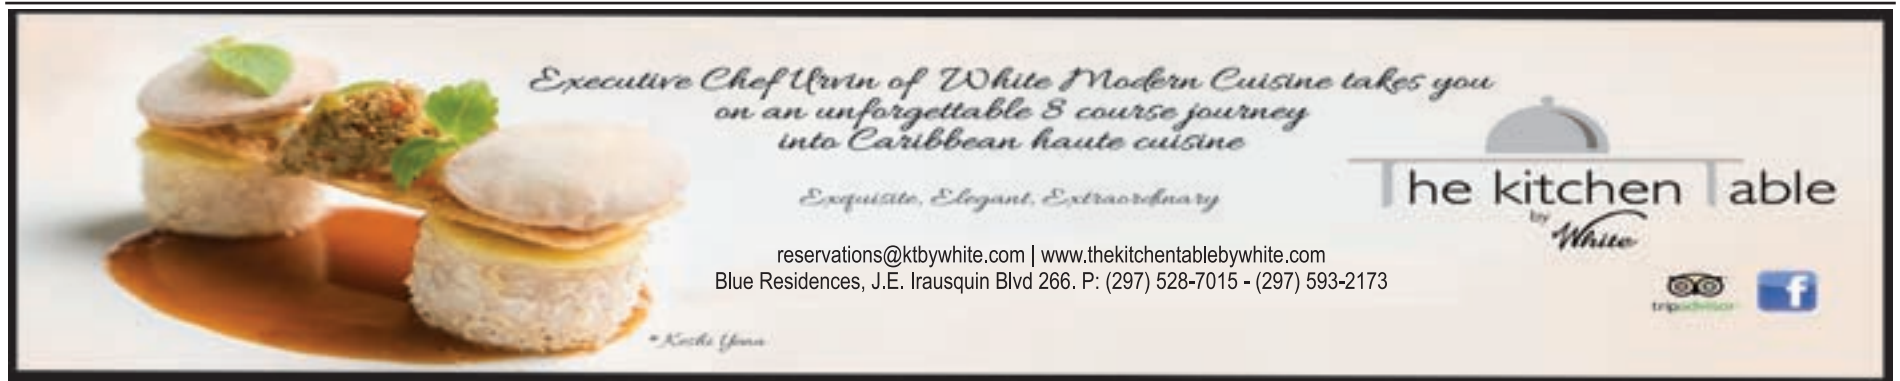 Executive Chef Urvin of White Modern Cuisine takes you
on an unforgettable 8 course journey
into Caribbean haute cuisine
Exquisite, Elegant, Extraordinary
reservations@ktbywhite.com | www.thekitchentablebywhite.com
Blue Residences, J.E. Irausquin Blvd 266. P: (297) 528-7015 - (297) 593-2173
* Keshi Yena
The kitchen Table
by White
tripadvisor
f